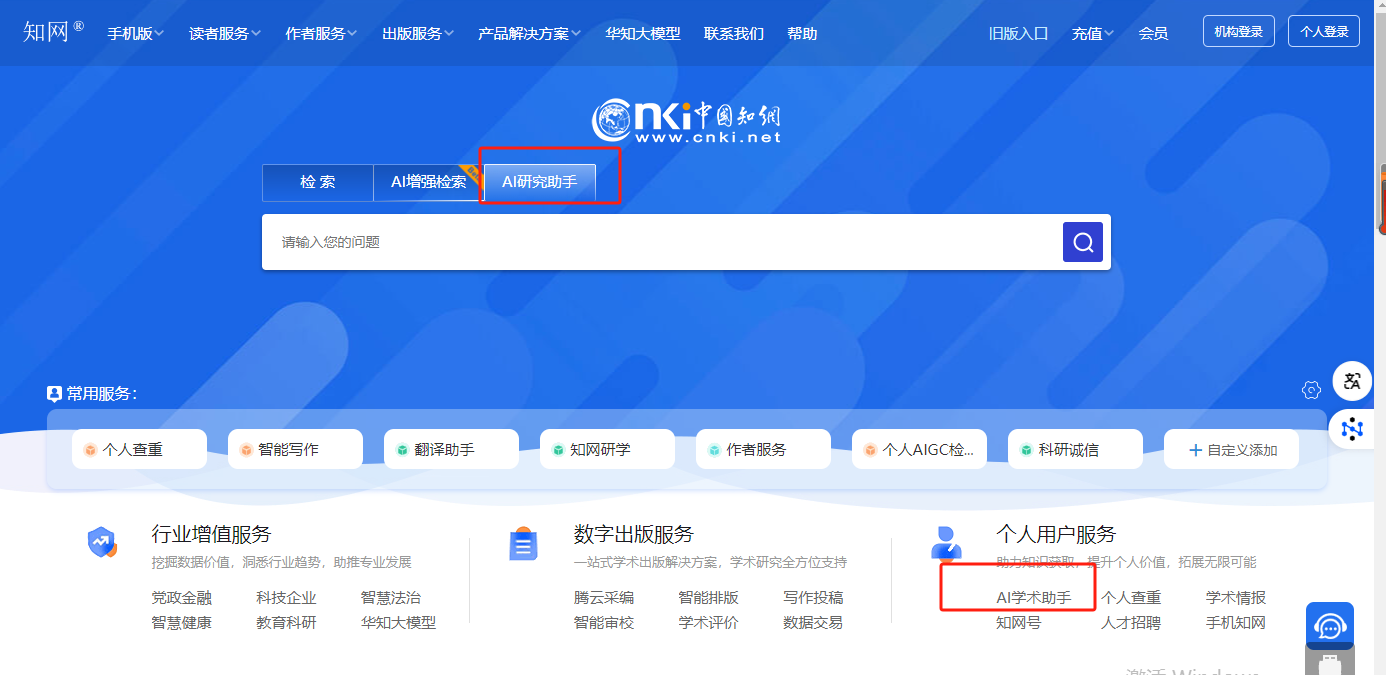 知网®
手机版 读者服务 作者服务 出版服务 产品解决方案 华知大模型 联系我们 帮助 旧版入口 充值 会员 机构登录 个人登录
Cnki中国知網
www.cnki.net
检 索 AI增强检索 AI研究助手
请输入您的问题
常用服务：
个人查重 智能写作 翻译助手 知网研学 作者服务 个人AIGC检... 科研诚信 自定义添加
行业增值服务 数字出版服务 个人用户服务
挖掘数据价值，洞悉行业趋势，助推专业发展 一站式学术出版解决方案，学术研究全方位支持 助力知识获取，提升个人价值，拓展无限可能
党政金融 科技企业 智慧法治 腾云采编 智能排版 写作投稿 AI学术助手 个人查重 学术情报
智慧健康 教育科研 华知大模型 智能审校 学术评价 数据交易 知网号 人才招聘 手机知网
激活 Windows